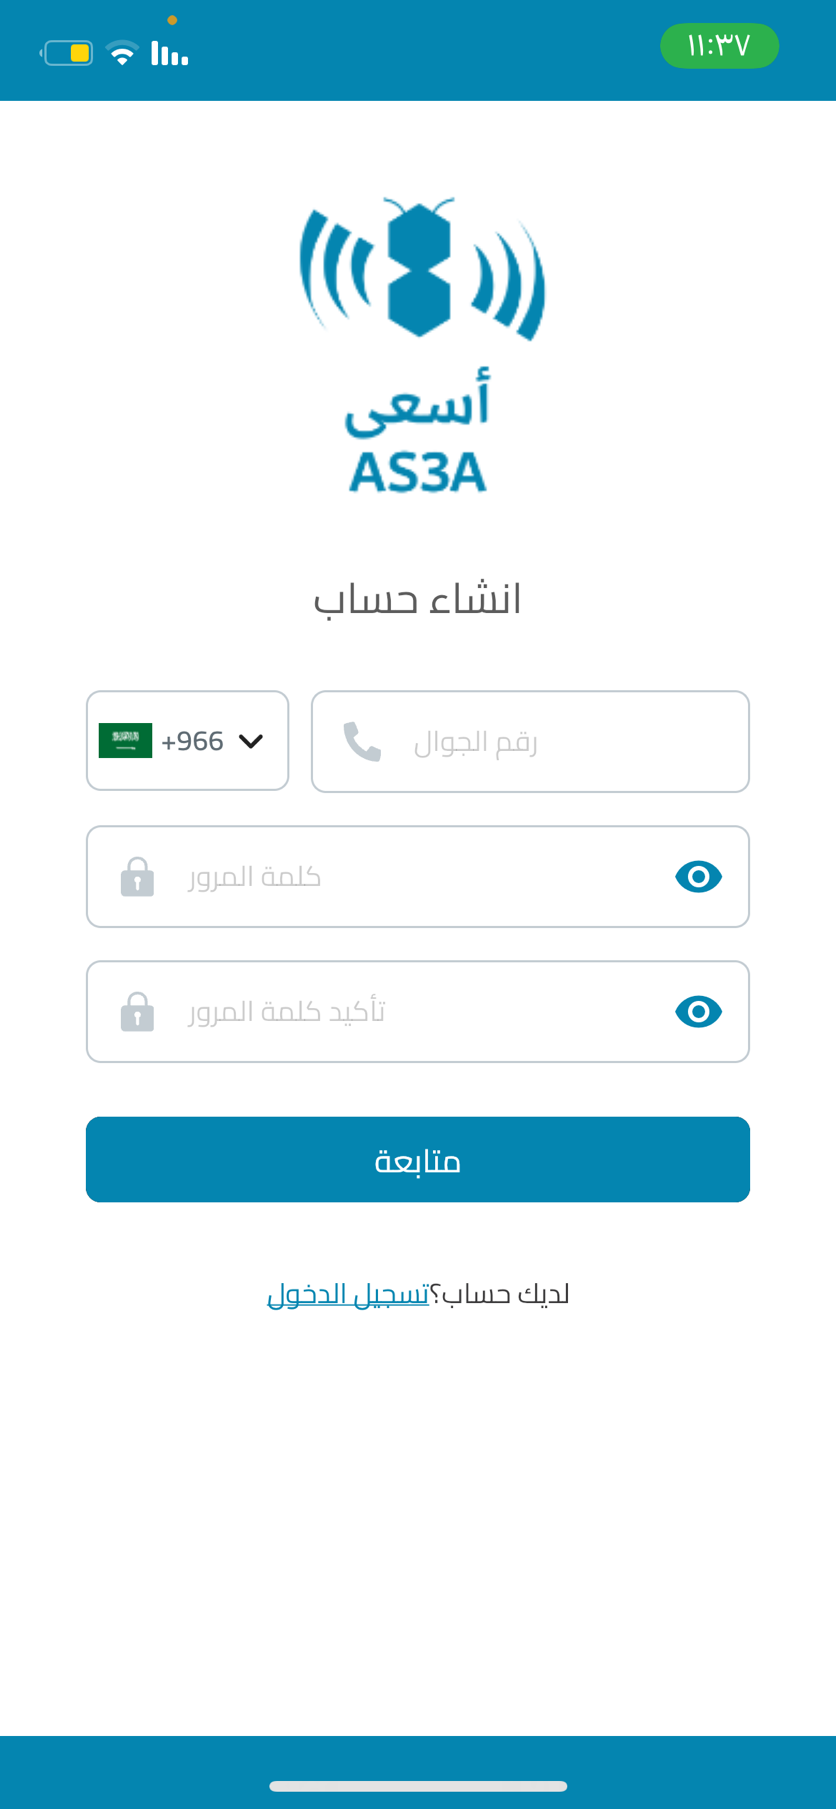 ١١:٣٧
أسعى
AS3A
انشاء حساب
رقم الجوال
+966
كلمة المرور
تأكيد كلمة المرور
متابعة
لديك حساب؟تسجيل الدخول